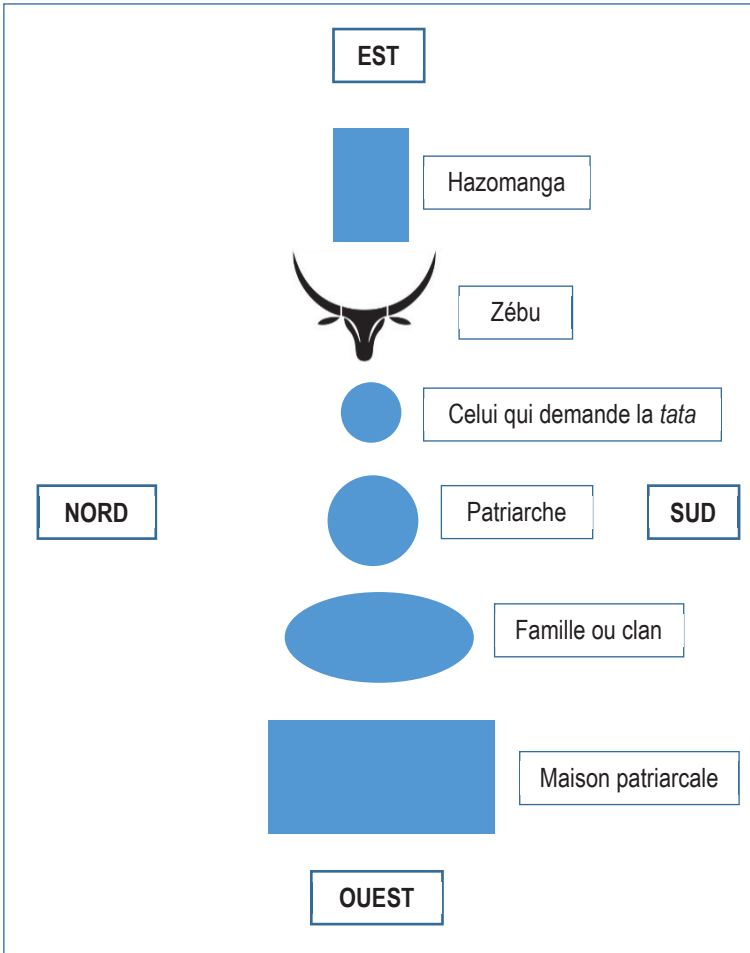 EST
Hazomanga
Zébu
Celui qui demande la tata
NORD
Patriarche
SUD
Famille ou clan
Maison patriarcale
OUEST